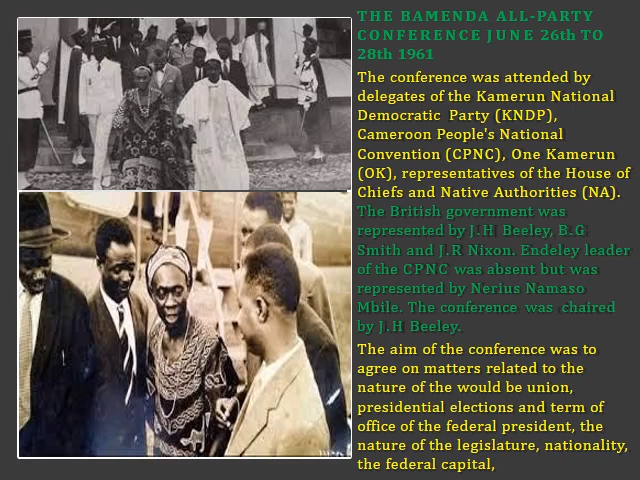 THE BAMENDA ALL-PARTY
CONFERENCE JUNE 26th TO
28th 1961
The conference was attended by
delegates of the Kamerun National
Democratic Party (KNDP),
Cameroon People's National
Convention (CPNC), One Kamerun
(OK), representatives of the House of
Chiefs and Native Authorities (NA).
The British government was
represented by J.H Beeley, B.G
Smith and J.R Nixon. Endeley leader
of the CPNC was absent but was
represented by Nerius Namaso
Mbile. The conference was chaired
by J.H Beeley.
The aim of the conference was to
agree on matters related to the
nature of the would be union,
presidential elections and term of
office of the federal president, the
nature of the legislature, nationality,
the federal capital,